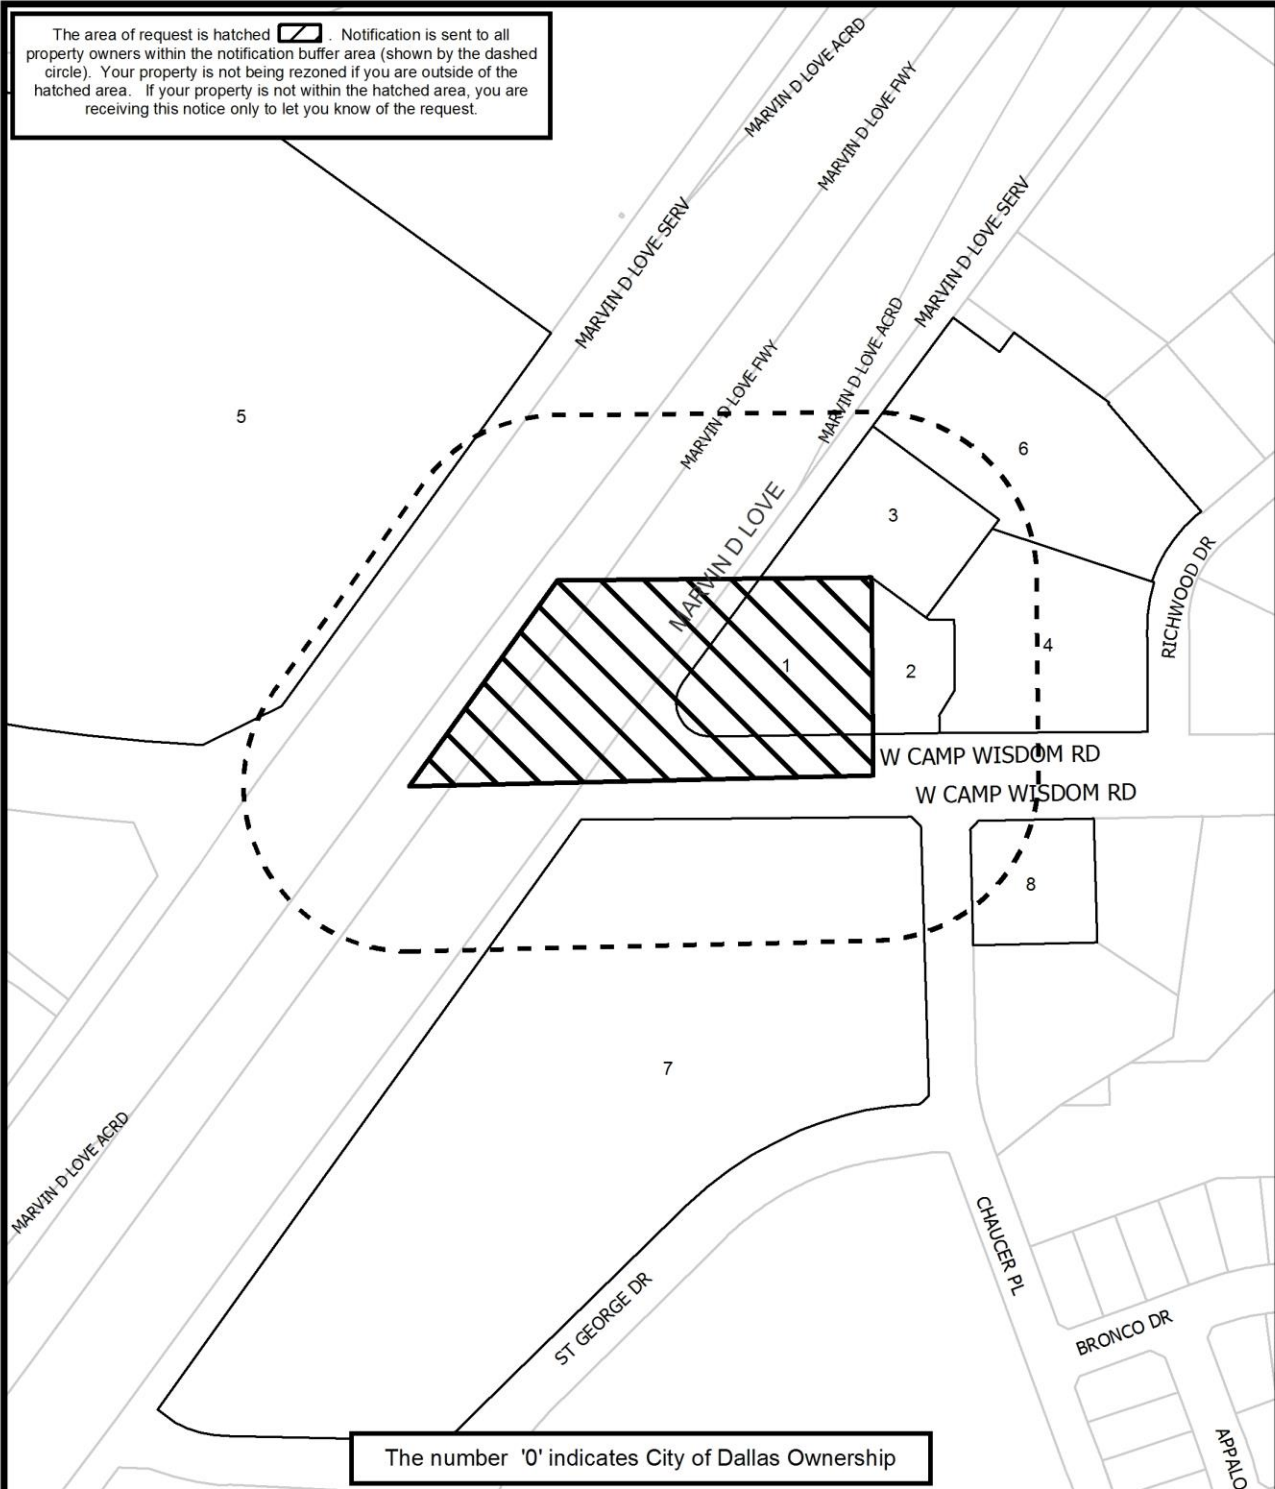 The area of request is hatched . Notification is sent to all
property owners within the notification buffer area (shown by the dashed
circle). Your property is not being rezoned if you are outside of the
hatched area. If your property is not within the hatched area, you are
receiving this notice only to let you know of the request.
MARVIN D LOVE ACRD
MARVIN D LOVE FWY
MARVIN D LOVE SERV
MARVIN D LOVE SERV
MARVIN D LOVE ACRD
MARVIN D LOVE FWY
5
6
3
MARVIN D LOVE
RICHWOOD DR
4
1
2
W CAMP WISDOM RD
W CAMP WISDOM RD
8
7
MARVIN D LOVE ACRD
CHAUCER PL
ST GEORGE DR
BRONCO DR
APPALO
The number '0' indicates City of Dallas Ownership